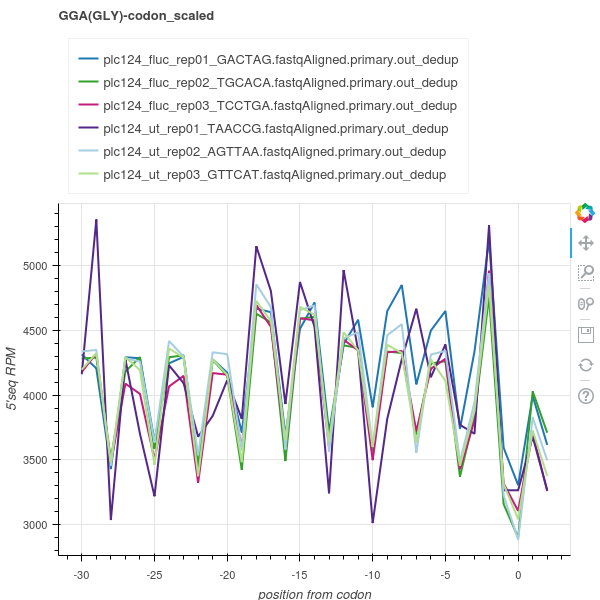 GGA(GLY)-codon_scaled
plc124_fluc_rep01_GACTAG.fastqAligned.primary.out_dedup
plc124_fluc_rep02_TGCACA.fastqAligned.primary.out_dedup
plc124_fluc_rep03_TCCTGA.fastqAligned.primary.out_dedup
plc124_ut_rep01_TAACCG.fastqAligned.primary.out_dedup
plc124_ut_rep02_AGTTAA.fastqAligned.primary.out_dedup
plc124_ut_rep03_GTTCAT.fastqAligned.primary.out_dedup
5'seq RPM
5000
4500
4000
3500
3000
-30 -25 -20 -15 -10 -5 0
position from codon